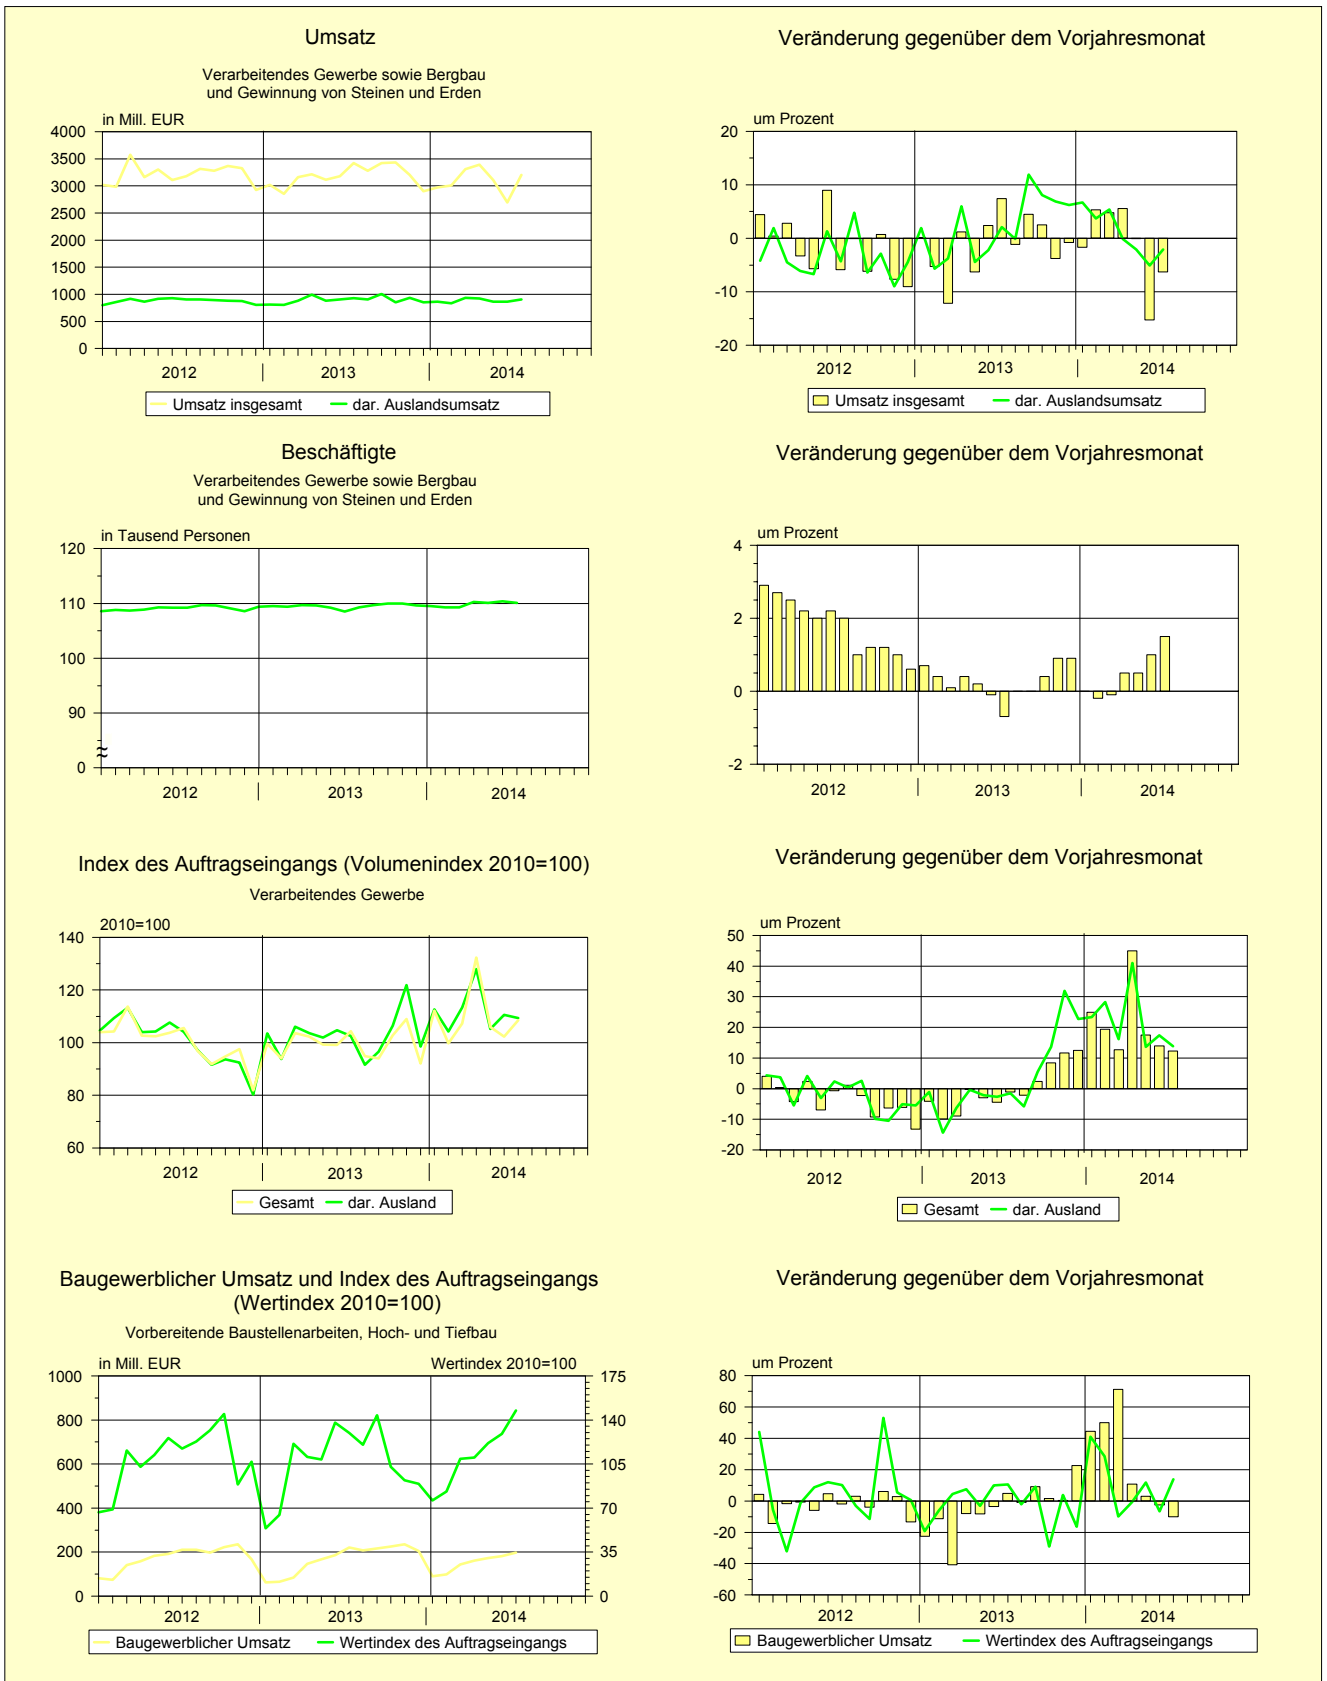 Umsatz
Verarbeitendes Gewerbe sowie Bergbau
und Gewinnung von Steinen und Erden
in Mill. EUR
4000
3500
3000
2500
2000
1500
1000
500
0
2012
2013
2014
Umsatz insgesamt
dar. Auslandsumsatz
Veränderung gegenüber dem Vorjahresmonat
um Prozent
20
10
0
-10
-20
2012
2013
2014
Umsatz insgesamt
dar. Auslandsumsatz
Beschäftigte
Verarbeitendes Gewerbe sowie Bergbau
und Gewinnung von Steinen und Erden
in Tausend Personen
120
110
100
90
≈
0
2012
2013
2014
Veränderung gegenüber dem Vorjahresmonat
um Prozent
4
2
0
-2
2012
2013
2014
Index des Auftragseingangs (Volumenindex 2010=100)
Verarbeitendes Gewerbe
2010=100
140
120
100
80
60
2012
2013
2014
Gesamt
dar. Ausland
Veränderung gegenüber dem Vorjahresmonat
um Prozent
50
40
30
20
10
0
-10
-20
2012
2013
2014
Gesamt
dar. Ausland
Baugewerblicher Umsatz und Index des Auftragseingangs
(Wertindex 2010=100)
Vorbereitende Baustellenarbeiten, Hoch- und Tiefbau
in Mill. EUR
Wertindex 2010=100
1000
800
600
400
200
0
175
140
105
70
35
0
2012
2013
2014
Baugewerblicher Umsatz
Wertindex des Auftragseingangs
Veränderung gegenüber dem Vorjahresmonat
um Prozent
80
60
40
20
0
-20
-40
-60
2012
2013
2014
Baugewerblicher Umsatz
Wertindex des Auftragseingangs